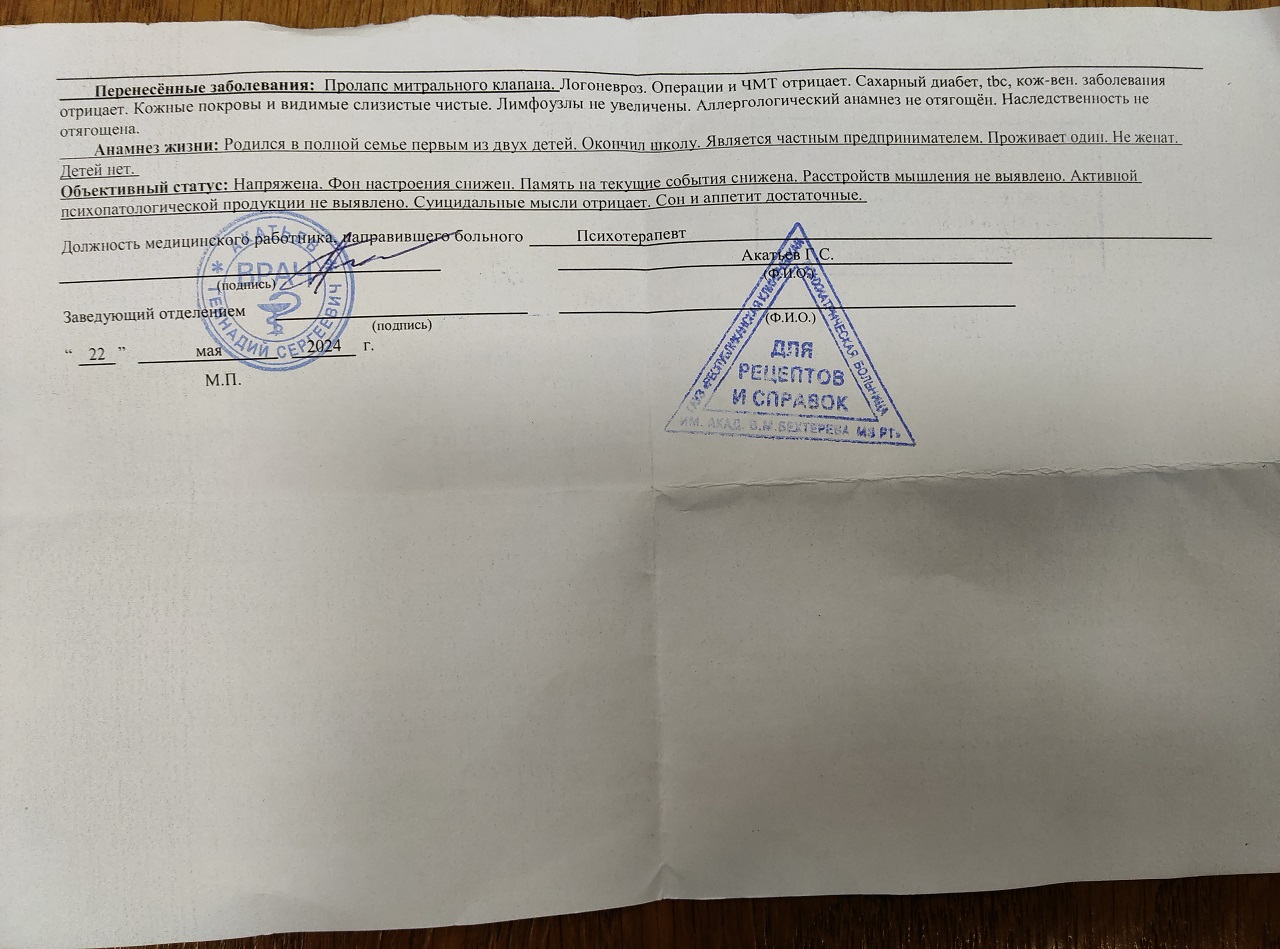 Перенесённые заболевания: Пролапс митрального клапана. Логоневроз. Операции и ЧМТ отрицает. Сахарный диабет, tbc, кож-вен. заболевания
отрицает. Кожные покровы и видимые слизистые чистые. Лимфоузлы не увеличены. Аллергологический анамнез не отягощён. Наследственность не
отягощена.
Анамнез жизни: Родился в полной семье первым из двух детей. Окончил школу. Является частным предпринимателем. Проживает один. Не женат.
Детей нет.
Объективный статус: Напряжена. Фон настроения снижен. Память на текущие события снижена. Расстройств мышления не выявлено. Активной
психопатологической продукции не выявлено. Суицидальные мысли отрицает. Сон и аппетит достаточные.
Должность медицинского работника, направившего больного Психотерапевт
Акатьев Г.С.
(подпись) (Ф.И.О.)
Заведующий отделением
(подпись) (Ф.И.О.)
“ 22 ” мая 2024 г.
М.П.
АКАТЬЕВ
ВРАЧ
ГЕННАДИЙ СЕРГЕЕВИЧ
ГАУЗ «РЕСПУБЛИКАНСКАЯ КЛИНИЧЕСКАЯ
ПСИХИАТРИЧЕСКАЯ БОЛЬНИЦА
ИМ. АКАД. В.М.БЕХТЕРЕВА МЗ РТ»
ДЛЯ
РЕЦЕПТОВ
И СПРАВОК